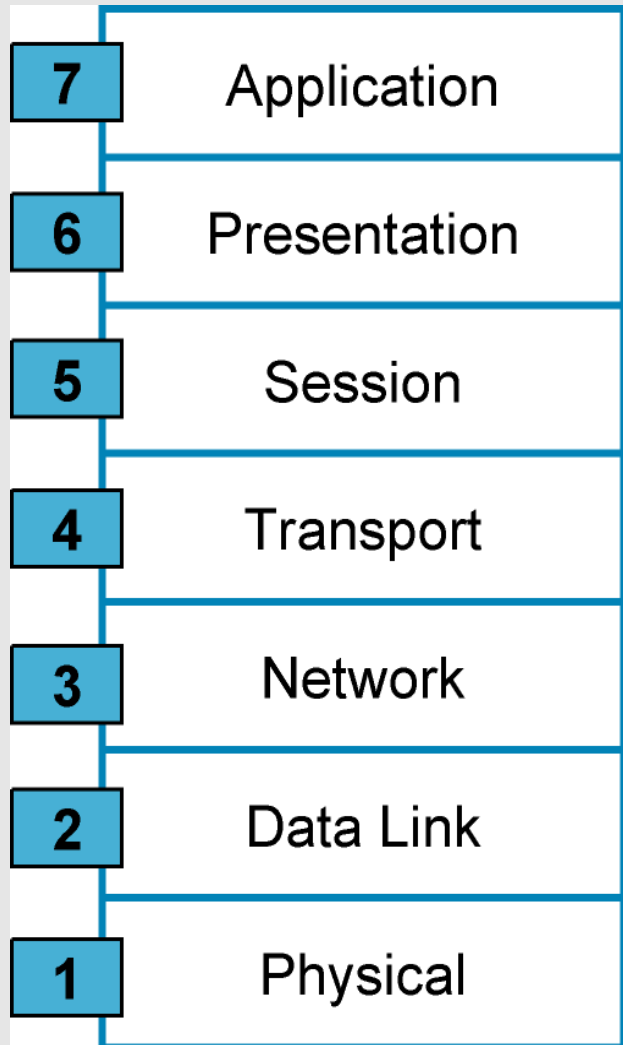 7 Application
6 Presentation
5 Session
4 Transport
3 Network
2 Data Link
1 Physical